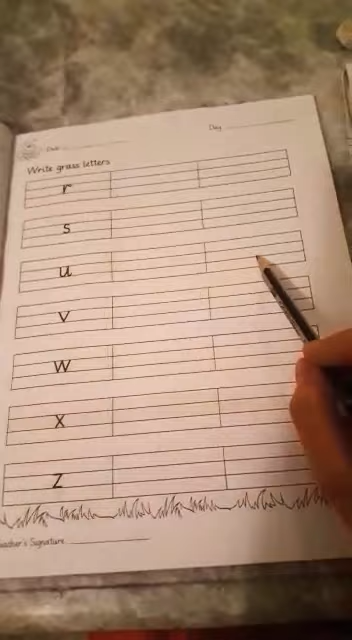 Date
Day
Write grass letters
r
s
u
v
w
x
z
Teacher's Signature